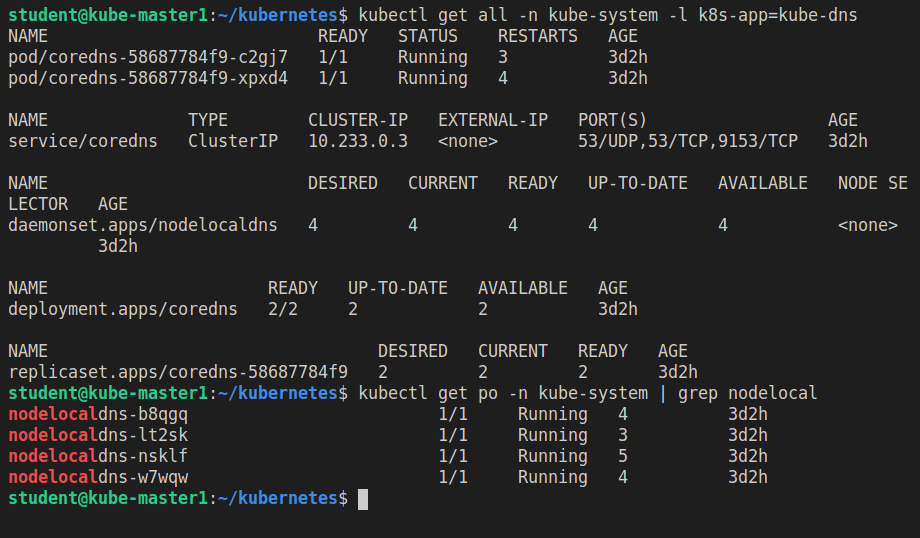 student@kube-master1:~/kubernetes$ kubectl get all -n kube-system -l k8s-app=kube-dns
NAME                           READY   STATUS    RESTARTS   AGE
pod/coredns-58687784f9-c2gj7   1/1     Running   3          3d2h
pod/coredns-58687784f9-xpxd4   1/1     Running   4          3d2h
NAME              TYPE        CLUSTER-IP   EXTERNAL-IP   PORT(S)                  AGE
service/coredns   ClusterIP   10.233.0.3   <none>        53/UDP,53/TCP,9153/TCP   3d2h
NAME                          DESIRED   CURRENT   READY   UP-TO-DATE   AVAILABLE   NODE SE
LECTOR   AGE
daemonset.apps/nodelocaldns   4         4         4       4            4           <none>
         3d2h
NAME                      READY   UP-TO-DATE   AVAILABLE   AGE
deployment.apps/coredns   2/2     2            2           3d2h
NAME                                 DESIRED   CURRENT   READY   AGE
replicaset.apps/coredns-58687784f9   2         2         2       3d2h
student@kube-master1:~/kubernetes$ kubectl get po -n kube-system | grep nodelocal
nodelocaldns-b8qgq                         1/1     Running   4          3d2h
nodelocaldns-lt2sk                         1/1     Running   3          3d2h
nodelocaldns-nsklf                         1/1     Running   5          3d2h
nodelocaldns-w7wqw                         1/1     Running   4          3d2h
student@kube-master1:~/kubernetes$